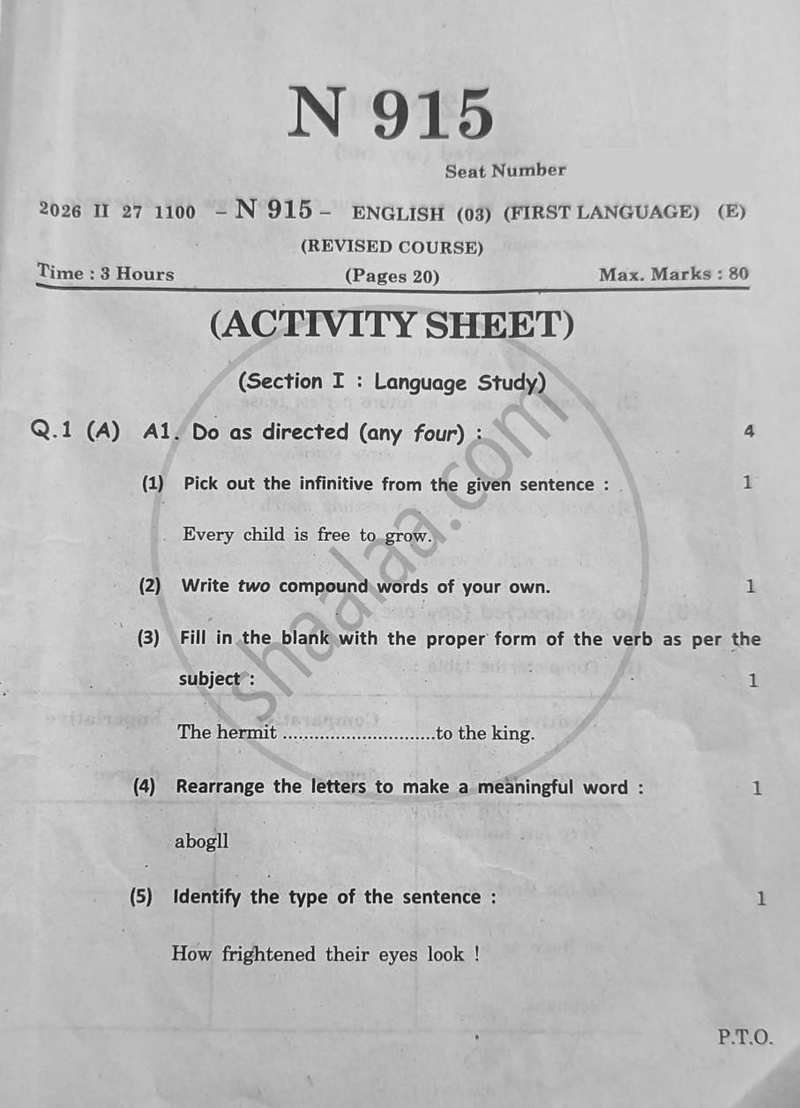 N 915
Seat Number
2026 II 27 1100 – N 915 – ENGLISH (03) (FIRST LANGUAGE) (E)
(REVISED COURSE)
Time : 3 Hours (Pages 20) Max. Marks : 80
(ACTIVITY SHEET)
(Section I : Language Study)
Q.1 (A) A1. Do as directed (any four) : 4
(1) Pick out the infinitive from the given sentence : 1
Every child is free to grow.
(2) Write two compound words of your own. 1
(3) Fill in the blank with the proper form of the verb as per the
subject : 1
The hermit .............................to the king.
(4) Rearrange the letters to make a meaningful word : 1
abogll
(5) Identify the type of the sentence : 1
How frightened their eyes look !
P.T.O.
shaalaa.com